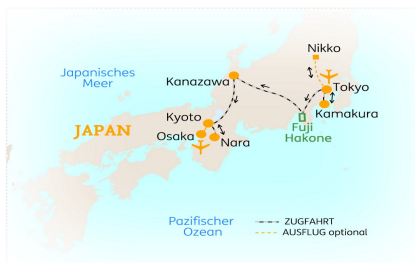 Nikko
Japanisches
Meer
Kanazawa
Tokyo
Kamakura
Kyoto
JAPAN
Osaka
Nara
Fuji
Hakone
Pazifischer
Ozean
ZUGFAHRT
AUSFLUG optional